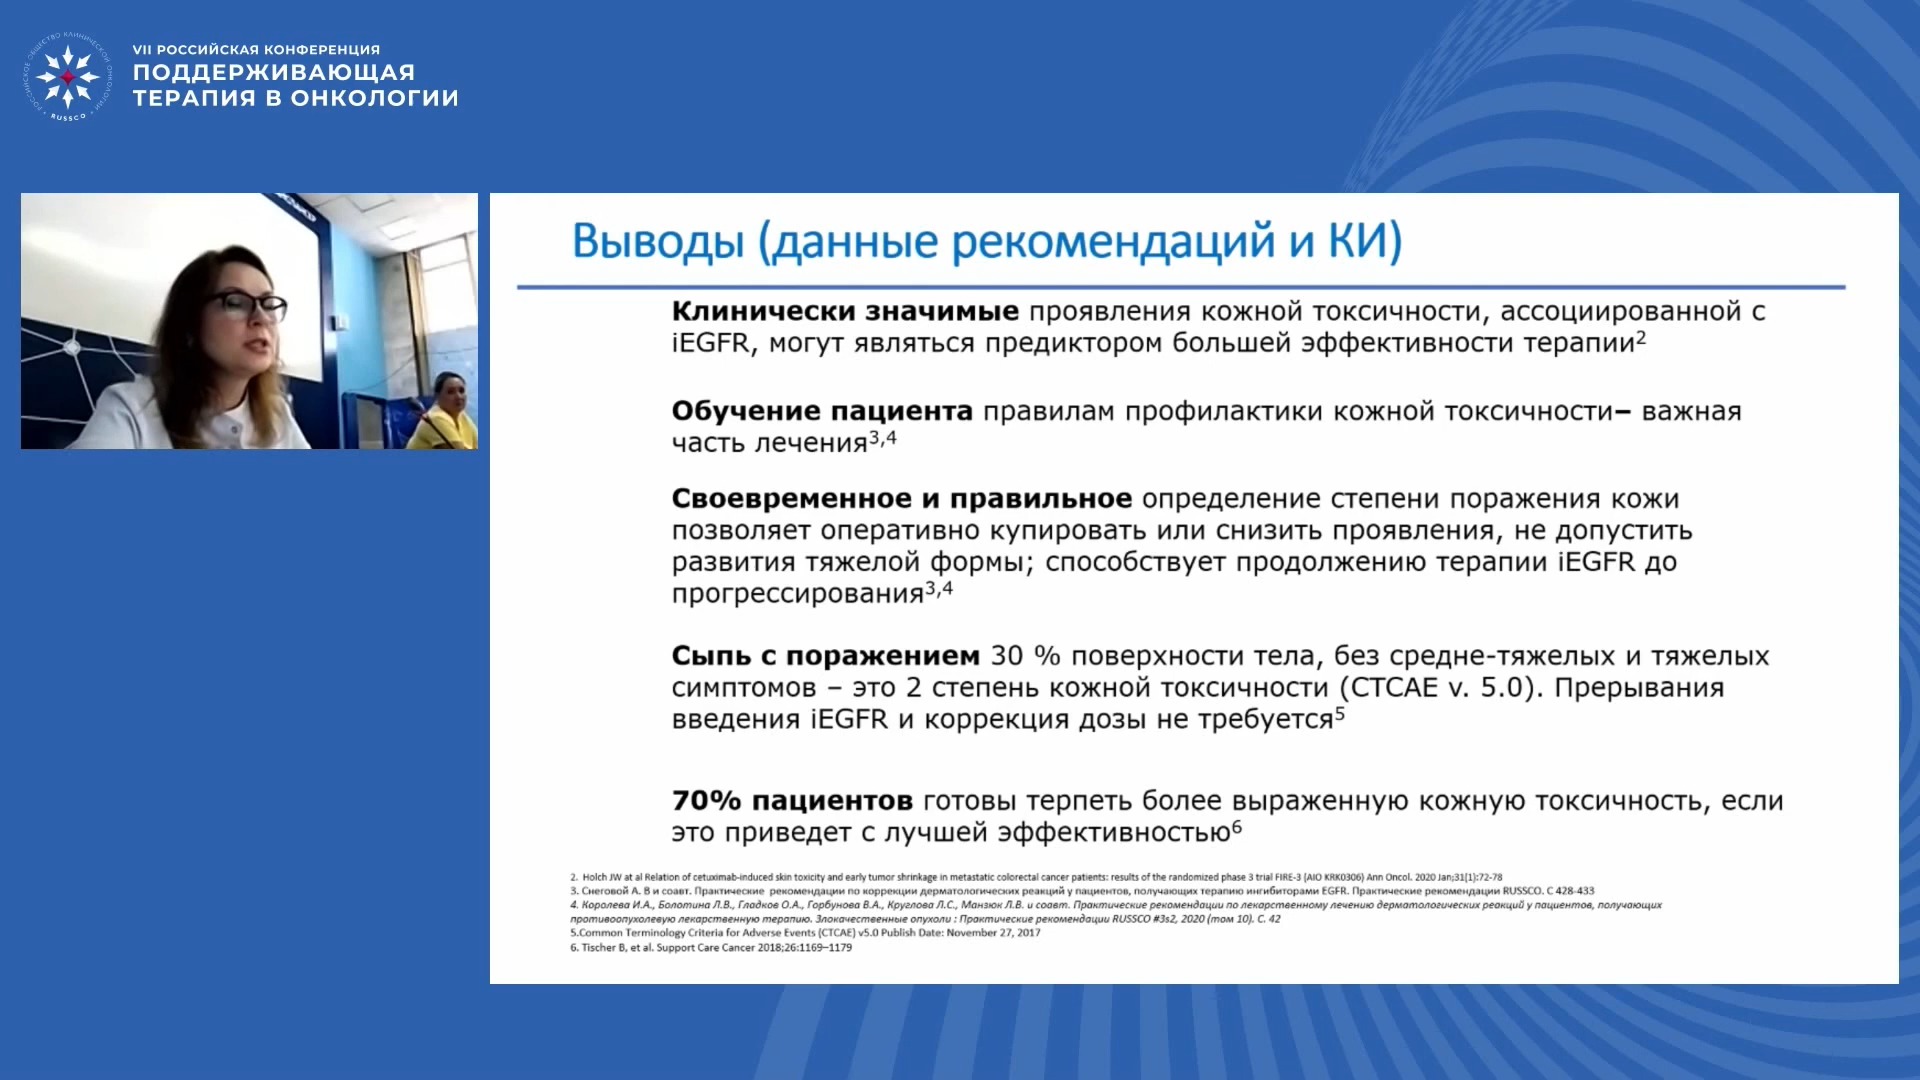 РОССИЙСКОЕ ОБЩЕСТВО КЛИНИЧЕСКОЙ ОНКОЛОГИИ
• RUSSCO •
VII РОССИЙСКАЯ КОНФЕРЕНЦИЯ
ПОДДЕРЖИВАЮЩАЯ
ТЕРАПИЯ В ОНКОЛОГИИ
Выводы (данные рекомендаций и КИ)
Клинически значимые проявления кожной токсичности, ассоциированной с
iEGFR, могут являться предиктором большей эффективности терапии2
Обучение пациента правилам профилактики кожной токсичности– важная
часть лечения3,4
Своевременное и правильное определение степени поражения кожи
позволяет оперативно купировать или снизить проявления, не допустить
развития тяжелой формы; способствует продолжению терапии iEGFR до
прогрессирования3,4
Сыпь с поражением 30 % поверхности тела, без средне-тяжелых и тяжелых
симптомов – это 2 степень кожной токсичности (CTCAE v. 5.0). Прерывания
введения iEGFR и коррекция дозы не требуется5
70% пациентов готовы терпеть более выраженную кожную токсичность, если
это приведет с лучшей эффективностью6
2. Holch JW at al Relation of cetuximab-induced skin toxicity and early tumor shrinkage in metastatic colorectal cancer patients: results of the randomized phase 3 trial FIRE-3 (AIO KRK0306) Ann Oncol. 2020 Jan;31(1):72-78
3. Снеговой А. В и соавт. Практические рекомендации по коррекции дерматологических реакций у пациентов, получающих терапию ингибиторами EGFR. Практические рекомендации RUSSCO. С 428-433
4. Королева И.А., Болотина Л.В., Гладков О.А., Горбунова В.А., Круглова Л.С., Манзюк Л.В. и соавт. Практические рекомендации по лекарственному лечению дерматологических реакций у пациентов, получающих
противоопухолевую лекарственную терапию. Злокачественные опухоли : Практические рекомендации RUSSCO #3s2, 2020 (том 10). С. 42
5.Common Terminology Criteria for Adverse Events (CTCAE) v5.0 Publish Date: November 27, 2017
6. Tischer B, et al. Support Care Cancer 2018;26:1169–1179